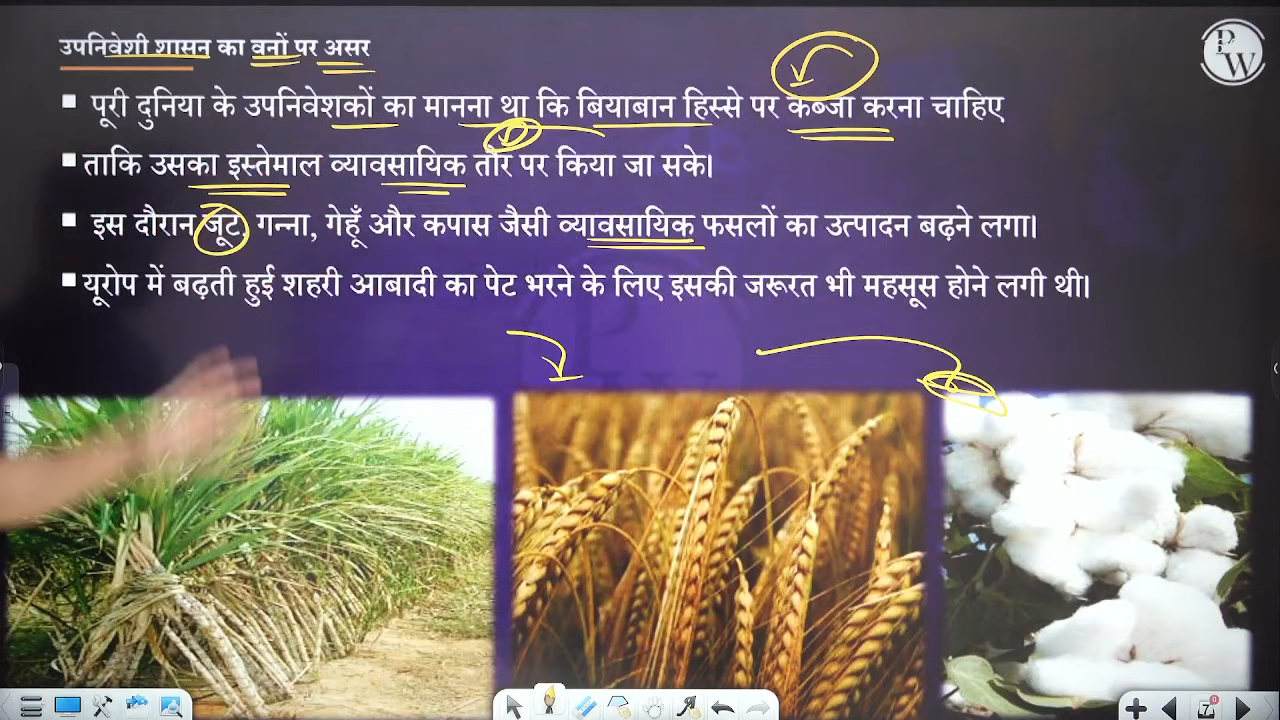 उपनिवेशी शासन का वनों पर असर
पूरी दुनिया के उपनिवेशकों का मानना था कि बियाबान हिस्से पर कब्जा करना चाहिए
ताकि उसका इस्तेमाल व्यावसायिक तौर पर किया जा सके।
इस दौरान जूट, गन्ना, गेहूँ और कपास जैसी व्यावसायिक फसलों का उत्पादन बढ़ने लगा।
यूरोप में बढ़ती हुई शहरी आबादी का पेट भरने के लिए इसकी जरूरत भी महसूस होने लगी थी।
PW
7